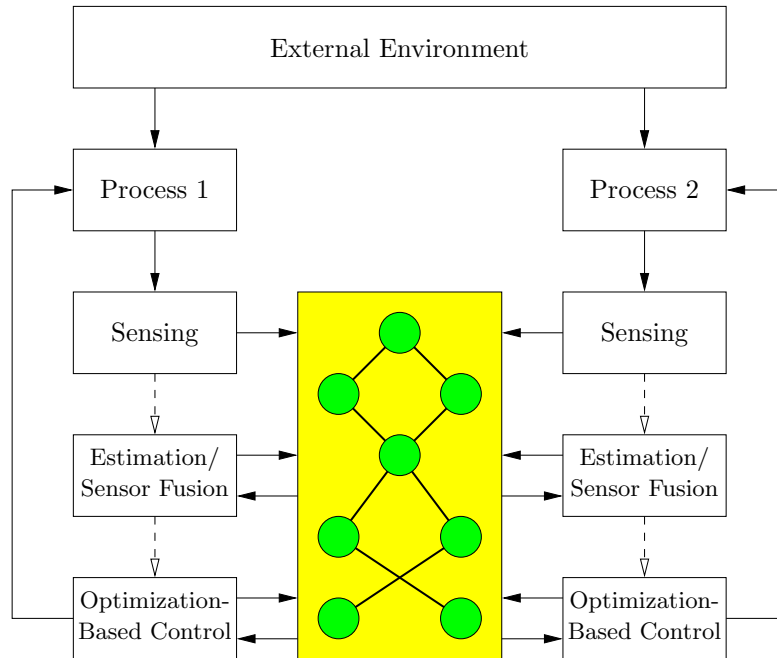 External Environment
Process 1
Process 2
Sensing
Sensing
Estimation/
Sensor Fusion
Estimation/
Sensor Fusion
Optimization-
Based Control
Optimization-
Based Control